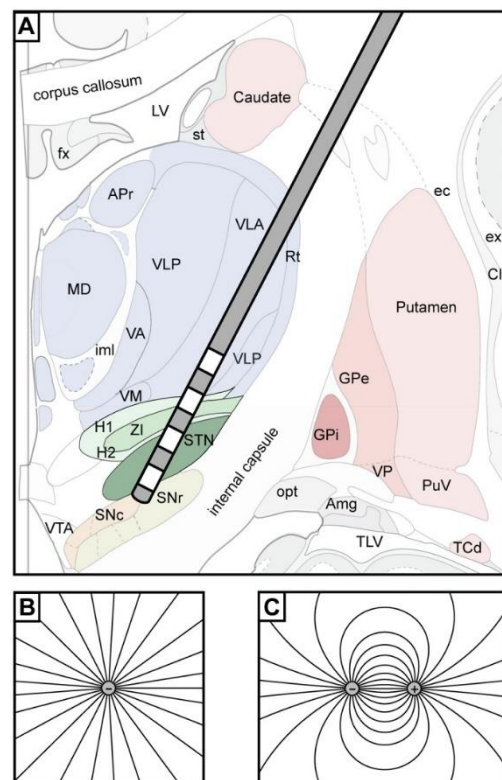 A
corpus callosum
LV
Caudate
fx
st
ec
APr
VLA
ex
Rt
Cl
VLP
MD
Putamen
VA
iml
VLP
GPe
VM
H1
ZI
STN
GPi
H2
internal capsule
opt
VP
PuV
SNc
SNr
Amg
VTA
TLV
TCd
B
C
−
− +